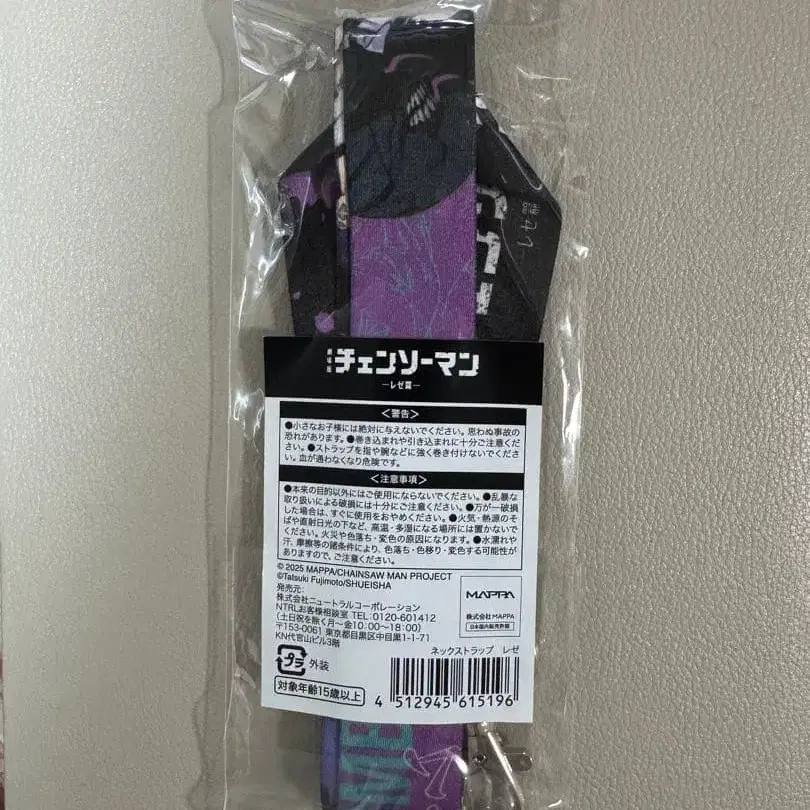 劇場版 チェンソーマン
―レゼ篇―
＜警告＞
●小さなお子様には絶対に与えないでください。思わぬ事故の
恐れがあります。●巻き込まれや引き込まれに十分ご注意くださ
い。●ストラップを指や腕などに強く巻き付けないでくださ
い。血が通わなくなり危険です。
＜注意事項＞
●本来の目的以外にはご使用にならないでください。●乱暴な
取り扱いによる破損には十分にご注意ください。●万が一破損
した場合は、すぐに使用をおやめください。●火気・熱源のそ
ばや直射日光の下など、高温・多湿になる場所には置かないで
ください。火災や色落ち・変色の原因になります。●水濡れや
汗、摩擦等の諸条件により、色落ち・色移り・変色する可能性が
ありますので、ご注意ください。
© 2025 MAPPA/CHAINSAW MAN PROJECT
©Tatsuki Fujimoto/SHUEISHA
発売元:
株式会社ニュートラルコーポレーション
NTRLお客様相談室 TEL 0120-601412
(土日祝を除く月～金10:00～18:00)
〒153-0061 東京都目黒区中目黒1-1-71
KN代官山ビル3階
MAPPA
株式会社MAPPA
日本国内販売許諾
プラ 外装
対象年齢15歳以上
ネックストラップ レゼ
4 512945 615196